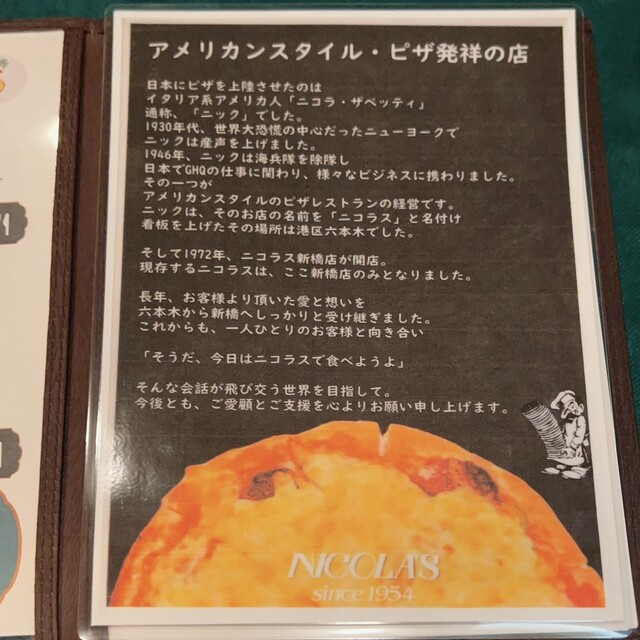 アメリカンスタイル・ピザ発祥の店
日本にピザを上陸させたのは
イタリア系アメリカ人「ニコラ・ザペッティ」
通称、「ニック」でした。
1930年代、世界大恐慌の中心だったニューヨークで
ニックは産声を上げました。
1946年、ニックは海兵隊を除隊し
日本でGHQの仕事に関わり、様々なビジネスに携わりました。
その一つが
アメリカンスタイルのピザレストランの経営です。
ニックは、そのお店の名前を「ニコラス」と名付け
看板を上げたその場所は港区六本木でした。
そして1972年、ニコラス新橋店が開店。
現存するニコラスは、ここ新橋店のみとなりました。
長年、お客様より頂いた愛と想いを
六本木から新橋へしっかりと受け継ぎました。
これからも、一人ひとりのお客様と向き合い
「そうだ、今日はニコラスで食べようよ」
そんな会話が飛び交う世界を目指して。
今後とも、ご愛顧とご支援を心よりお願い申し上げます。
NICOLA'S
since 1954